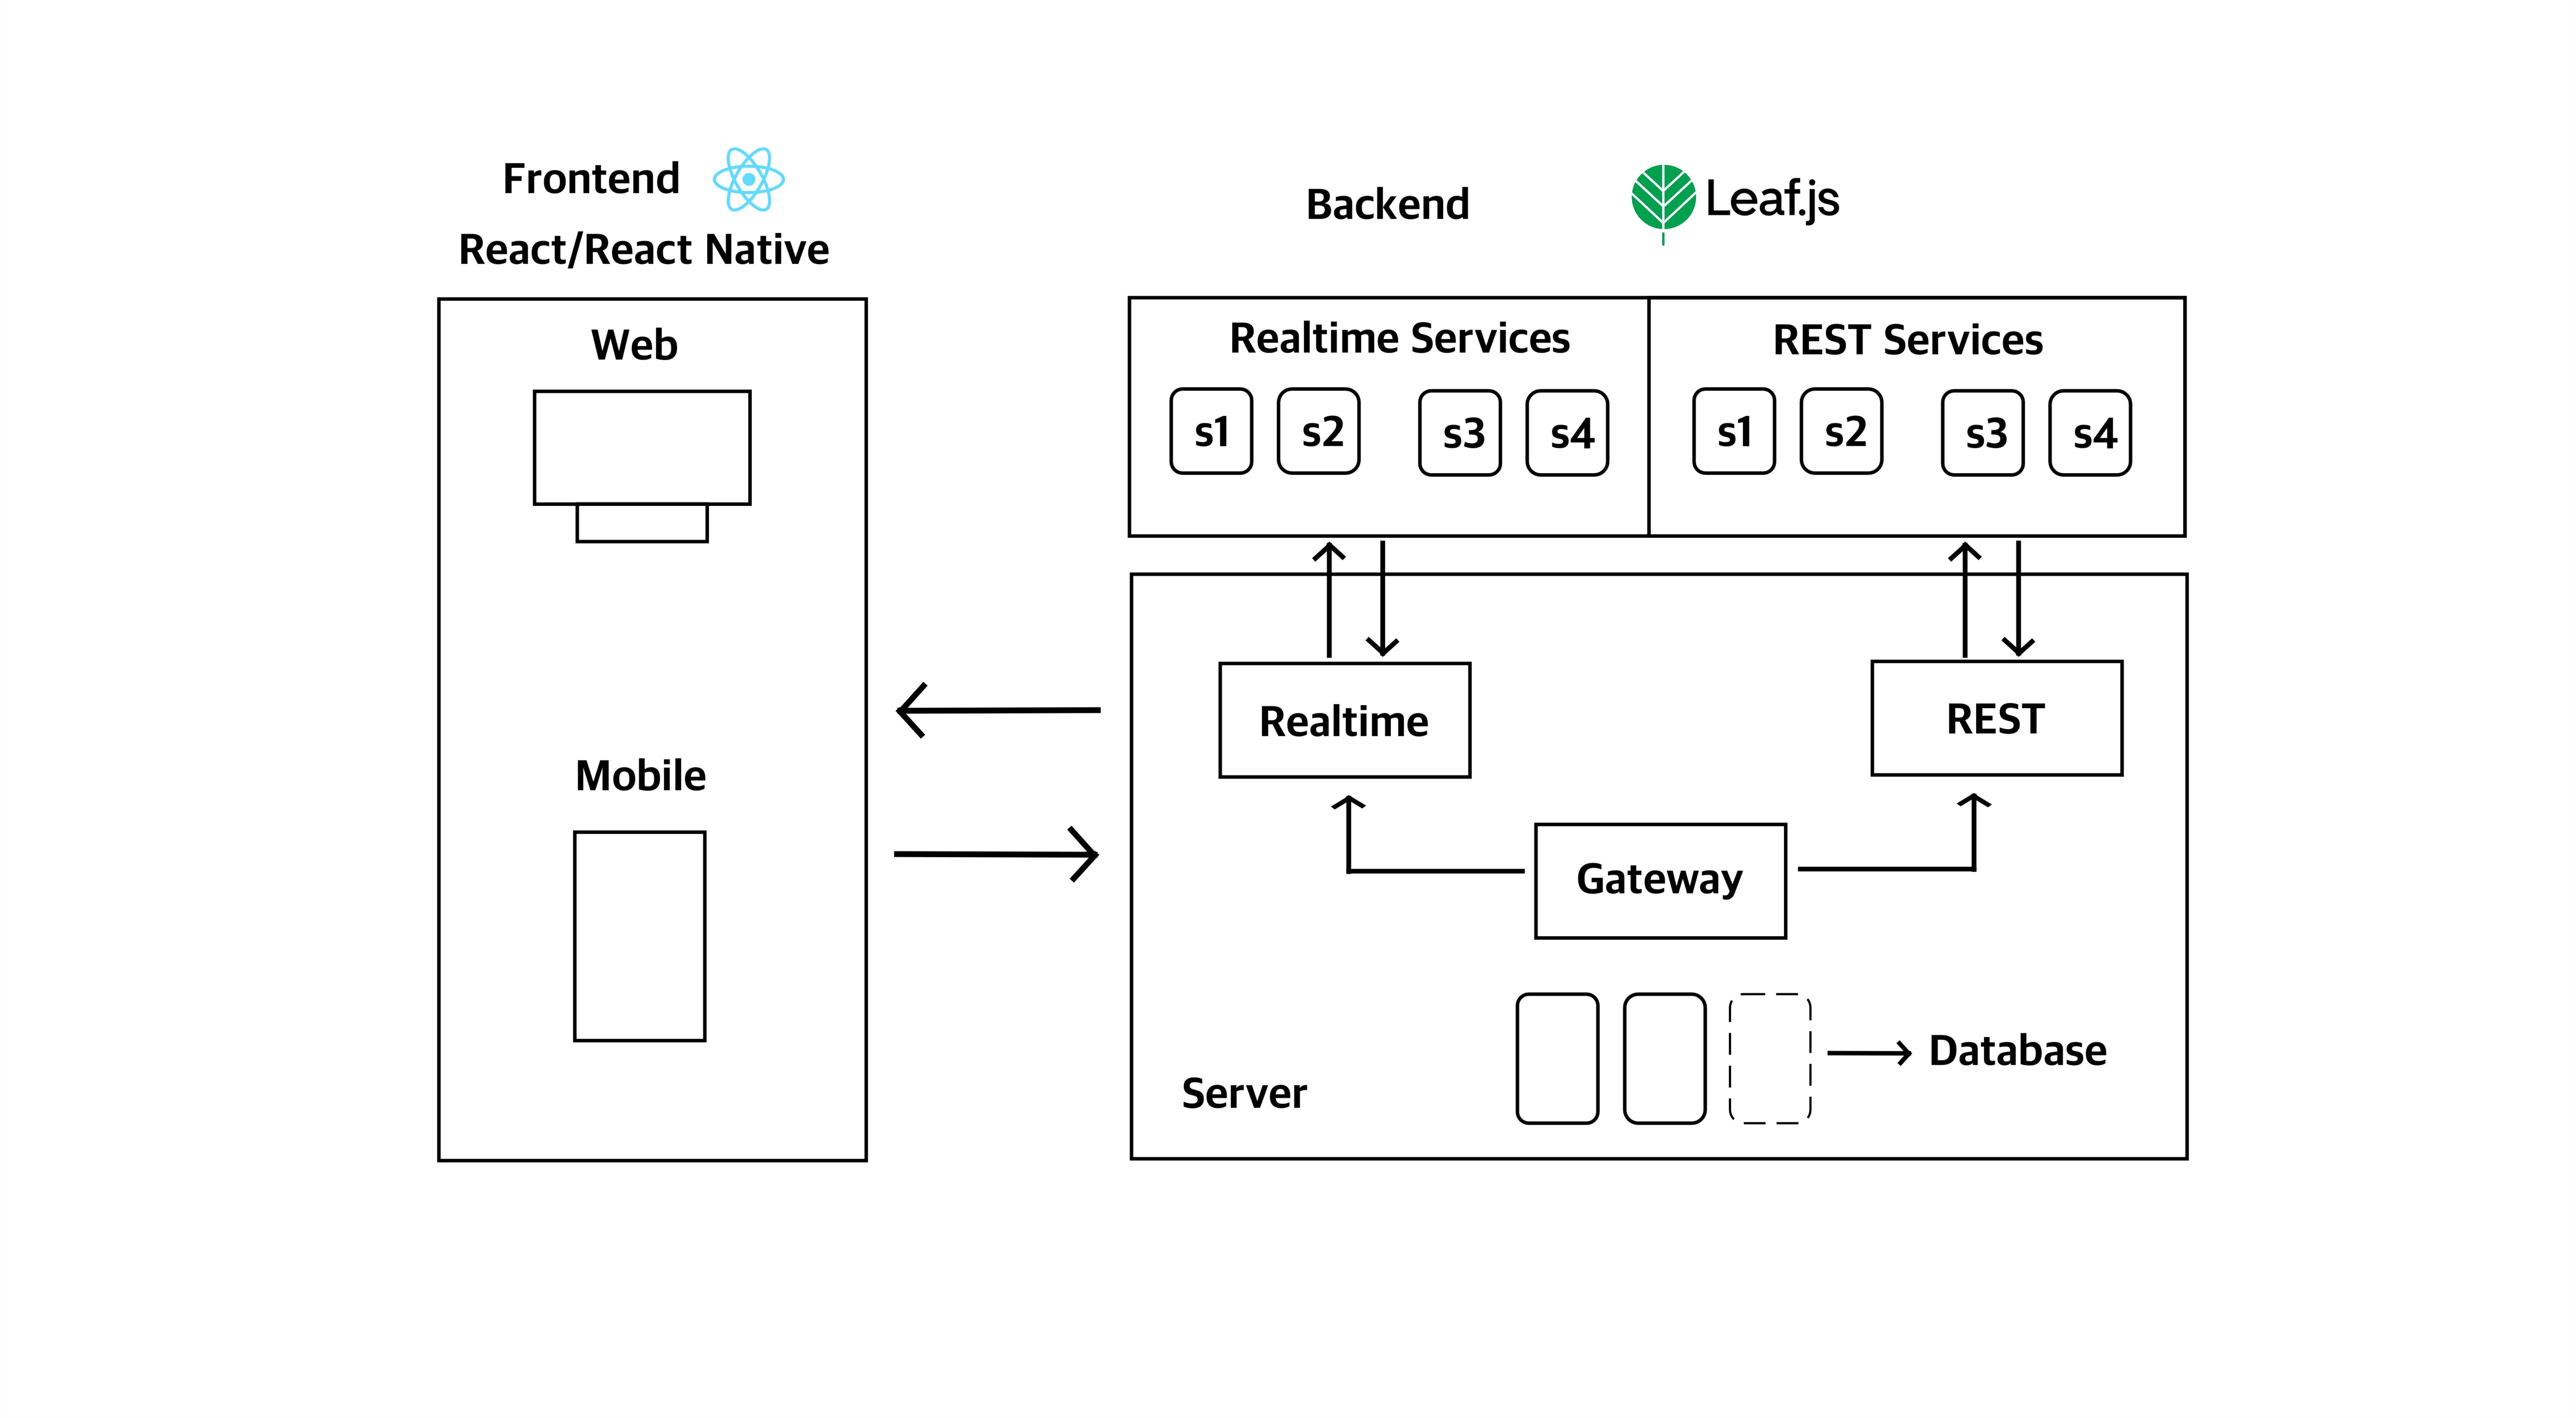 Frontend
React/React Native
Web
Mobile
Backend
Leaf.js
Realtime Services
s1 s2 s3 s4
REST Services
s1 s2 s3 s4
Realtime
REST
Gateway
Database
Server